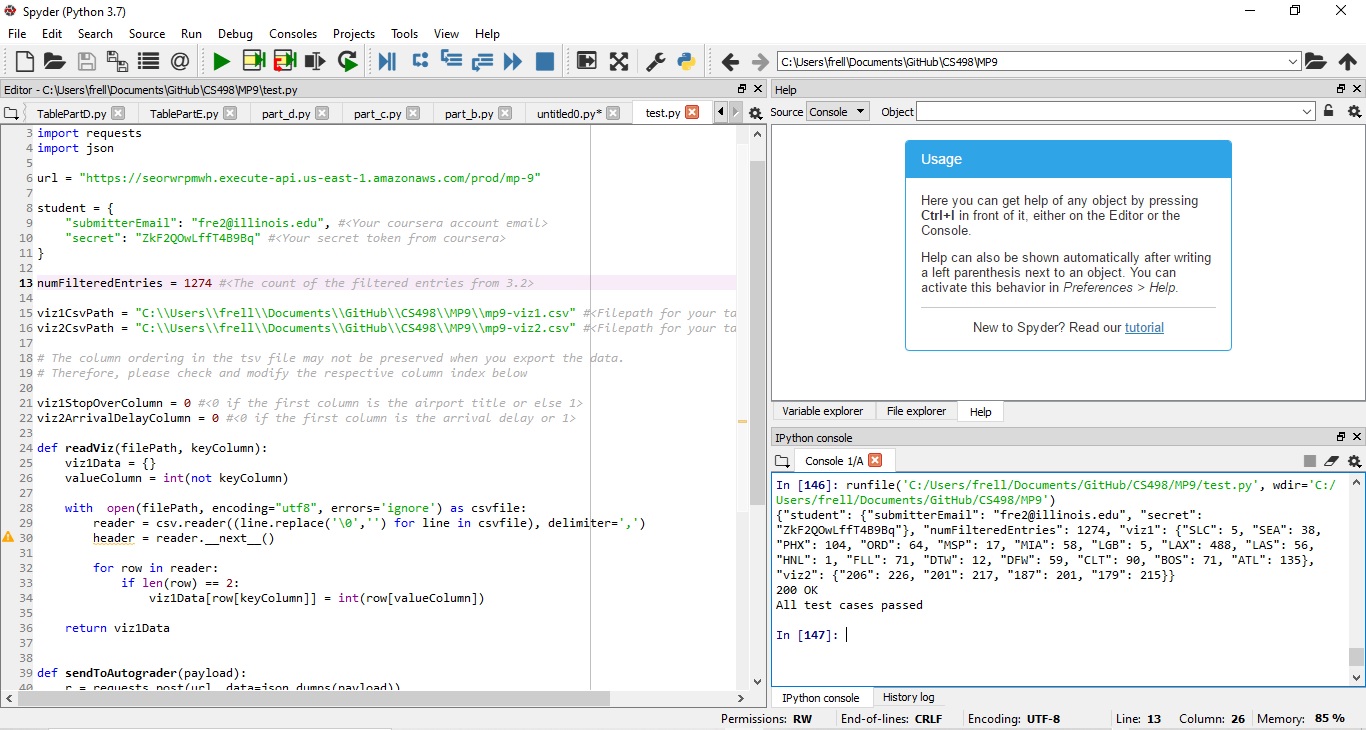 Spyder (Python 3.7)
File Edit Search Source Run Debug Consoles Projects Tools View Help
C:\Users\frell\Documents\GitHub\CS498\MP9
Editor - C:\Users\frell\Documents\GitHub\CS498\MP9\test.py
TablePartD.py TablePartE.py part_d.py part_c.py part_b.py untitled0.py* test.py
3 import requests
4 import json
5
6 url = "https://seorwrpmwh.execute-api.us-east-1.amazonaws.com/prod/mp-9"
7
8 student = {
9 "submitterEmail": "fre2@illinois.edu", #<Your coursera account email>
10 "secret": "ZkF2QOwLffT4B9Bq" #<Your secret token from coursera>
11 }
12
13 numFilteredEntries = 1274 #<The count of the filtered entries from 3.2>
14
15 viz1CsvPath = "C:\\Users\\frell\\Documents\\GitHub\\CS498\\MP9\\mp9-viz1.csv" #<Filepath for your ta
16 viz2CsvPath = "C:\\Users\\frell\\Documents\\GitHub\\CS498\\MP9\\mp9-viz2.csv" #<Filepath for your ta
17
18 # The column ordering in the tsv file may not be preserved when you export the data.
19 # Therefore, please check and modify the respective column index below
20
21 viz1StopOverColumn = 0 #<0 if the first column is the airport title or else 1>
22 viz2ArrivalDelayColumn = 0 #<0 if the first column is the arrival delay or 1>
23
24 def readViz(filePath, keyColumn):
25 viz1Data = {}
26 valueColumn = int(not keyColumn)
27
28 with open(filePath, encoding="utf8", errors='ignore') as csvfile:
29 reader = csv.reader((line.replace('\0','') for line in csvfile), delimiter=',')
30 header = reader.__next__()
31
32 for row in reader:
33 if len(row) == 2:
34 viz1Data[row[keyColumn]] = int(row[valueColumn])
35
36 return viz1Data
37
38
39 def sendToAutograder(payload):
40 r = requests.post(url, data=json.dumps(payload))
Help
Source Console Object
Usage
Here you can get help of any object by pressing
Ctrl+I in front of it, either on the Editor or the
Console.
Help can also be shown automatically after writing
a left parenthesis next to an object. You can
activate this behavior in Preferences > Help.
New to Spyder? Read our tutorial
Variable explorer File explorer Help
IPython console
Console 1/A
In [146]: runfile('C:/Users/frell/Documents/GitHub/CS498/MP9/test.py', wdir='C:/
Users/frell/Documents/GitHub/CS498/MP9')
{"student": {"submitterEmail": "fre2@illinois.edu", "secret":
"ZkF2QOwLffT4B9Bq"}, "numFilteredEntries": 1274, "viz1": {"SLC": 5, "SEA": 38,
"PHX": 104, "ORD": 64, "MSP": 17, "MIA": 58, "LGB": 5, "LAX": 488, "LAS": 56,
"HNL": 1, "FLL": 71, "DTW": 12, "DFW": 59, "CLT": 90, "BOS": 71, "ATL": 135},
"viz2": {"206": 226, "201": 217, "187": 201, "179": 215}}
200 OK
All test cases passed
In [147]:
IPython console History log
Permissions: RW End-of-lines: CRLF Encoding: UTF-8 Line: 13 Column: 26 Memory: 85 %